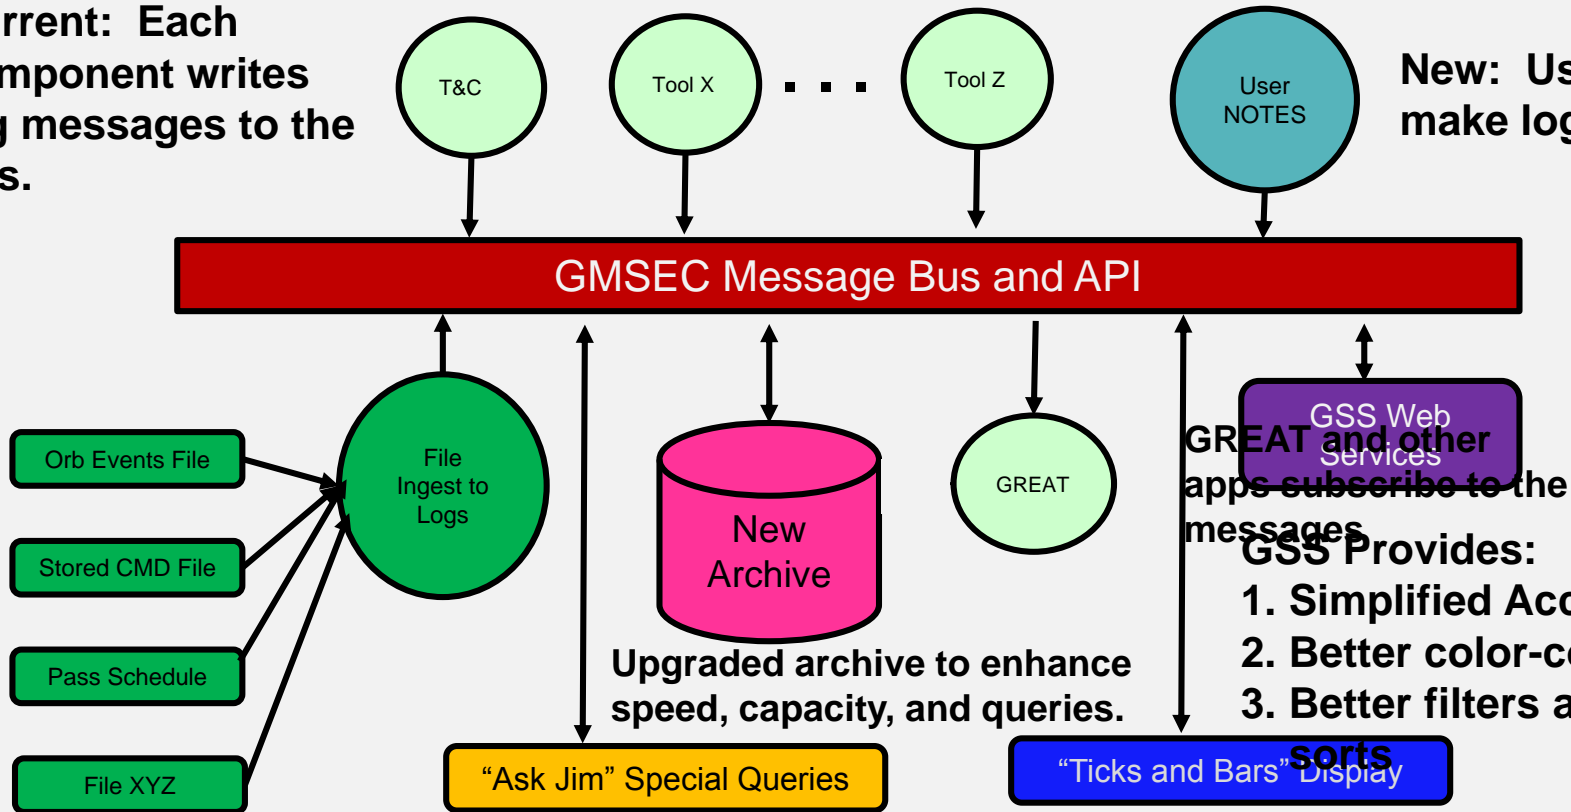 rrent: Each
mponent writes
g messages to the
s.
T&C
Tool X
. . .
Tool Z
User
NOTES
New: Us
make log
GMSEC Message Bus and API
Orb Events File
Stored CMD File
Pass Schedule
File XYZ
File
Ingest to
Logs
New
Archive
Upgraded archive to enhance
speed, capacity, and queries.
GREAT
GSS Web
Services
GREAT and other
apps subscribe to the
messages
GSS Provides:
1. Simplified Acc
2. Better color-co
3. Better filters a
sorts
“Ask Jim” Special Queries
“Ticks and Bars” Display